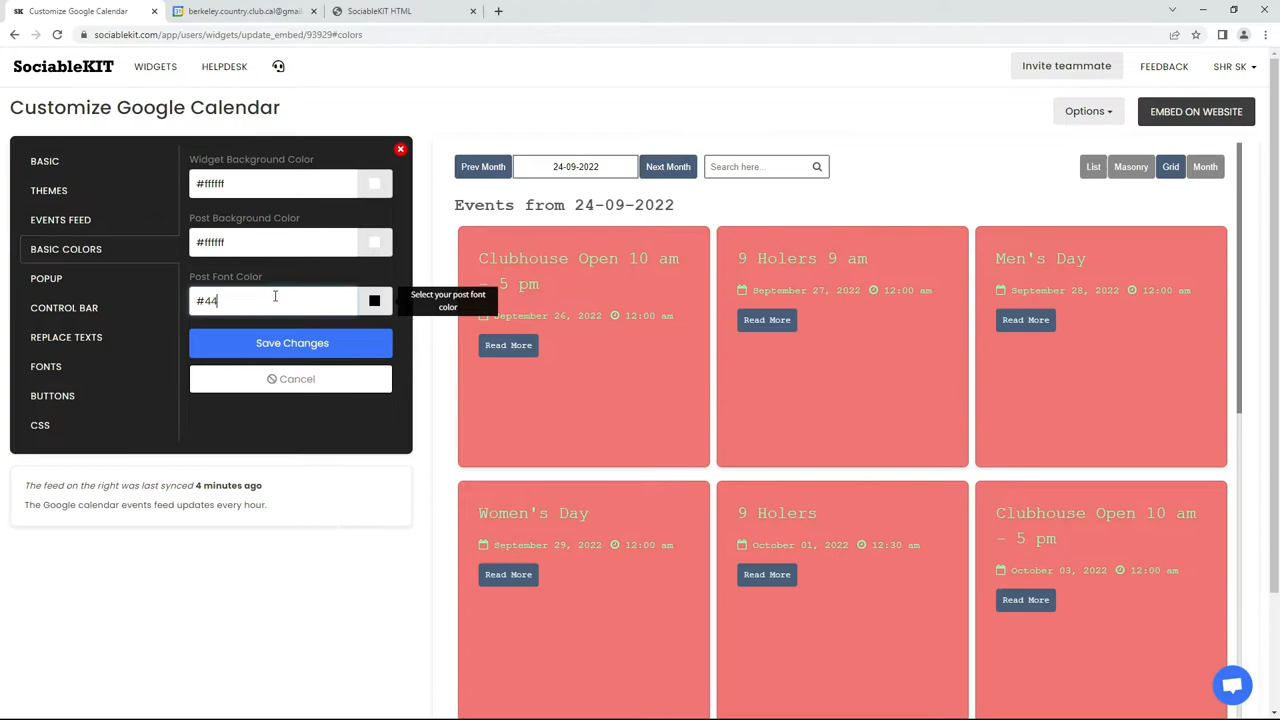 Customize Google Calendar
berkeley.country.club.cal@gmail
SociableKIT HTML
sociablekit.com/app/users/widgets/update_embed/93929#colors
SociableKIT
WIDGETS
HELPDESK
Invite teammate
FEEDBACK
SHR SK
Customize Google Calendar
Options
EMBED ON WEBSITE
BASIC
THEMES
EVENTS FEED
BASIC COLORS
POPUP
CONTROL BAR
REPLACE TEXTS
FONTS
BUTTONS
CSS
Widget Background Color
#ffffff
Post Background Color
#ffffff
Post Font Color
#44
Select your post font
color
Save Changes
Cancel
The feed on the right was last synced 4 minutes ago
The Google calendar events feed updates every hour.
Prev Month
24-09-2022
Next Month
Search here...
List
Masonry
Grid
Month
Events from 24-09-2022
Clubhouse Open 10 am
– 5 pm
September 26, 2022 12:00 am
Read More
9 Holers 9 am
September 27, 2022 12:00 am
Read More
Men's Day
September 28, 2022 12:00 am
Read More
Women's Day
September 29, 2022 12:00 am
Read More
9 Holers
October 01, 2022 12:30 am
Read More
Clubhouse Open 10 am
– 5 pm
October 03, 2022 12:00 am
Read More